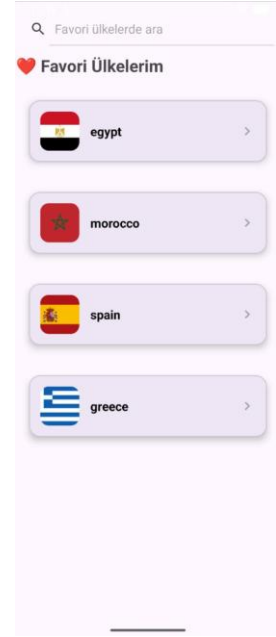 Favori ülkelerde ara
Favori Ülkelerim
egypt
morocco
spain
greece